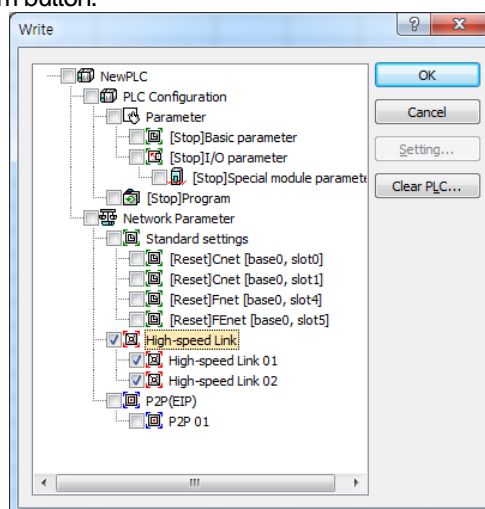 m button.
Write
NewPLC
OK
PLC Configuration
Parameter
Cancel
[Stop]Basic parameter
[Stop]I/O parameter
Setting...
[Stop]Special module paramete
Clear PLC...
[Stop]Program
Network Parameter
Standard settings
[Reset]Cnet [base0, slot0]
[Reset]Cnet [base0, slot1]
[Reset]Fnet [base0, slot4]
[Reset]FEnet [base0, slot5]
High-speed Link
High-speed Link 01
High-speed Link 02
P2P(EIP)
P2P 01